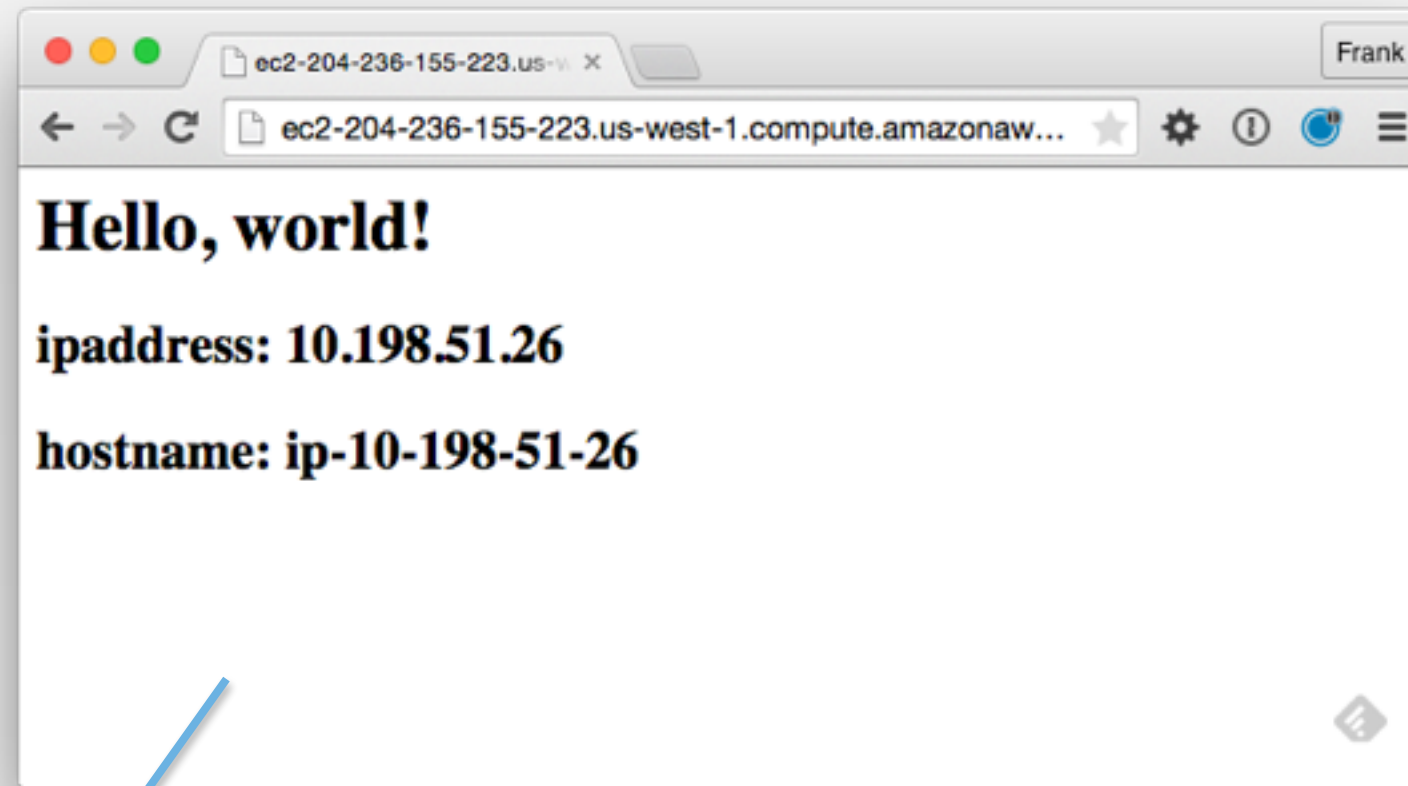 ec2-204-236-155-223.us-w
Frank
ec2-204-236-155-223.us-west-1.compute.amazonaw...
Hello, world!
ipaddress: 10.198.51.26
hostname: ip-10-198-51-26